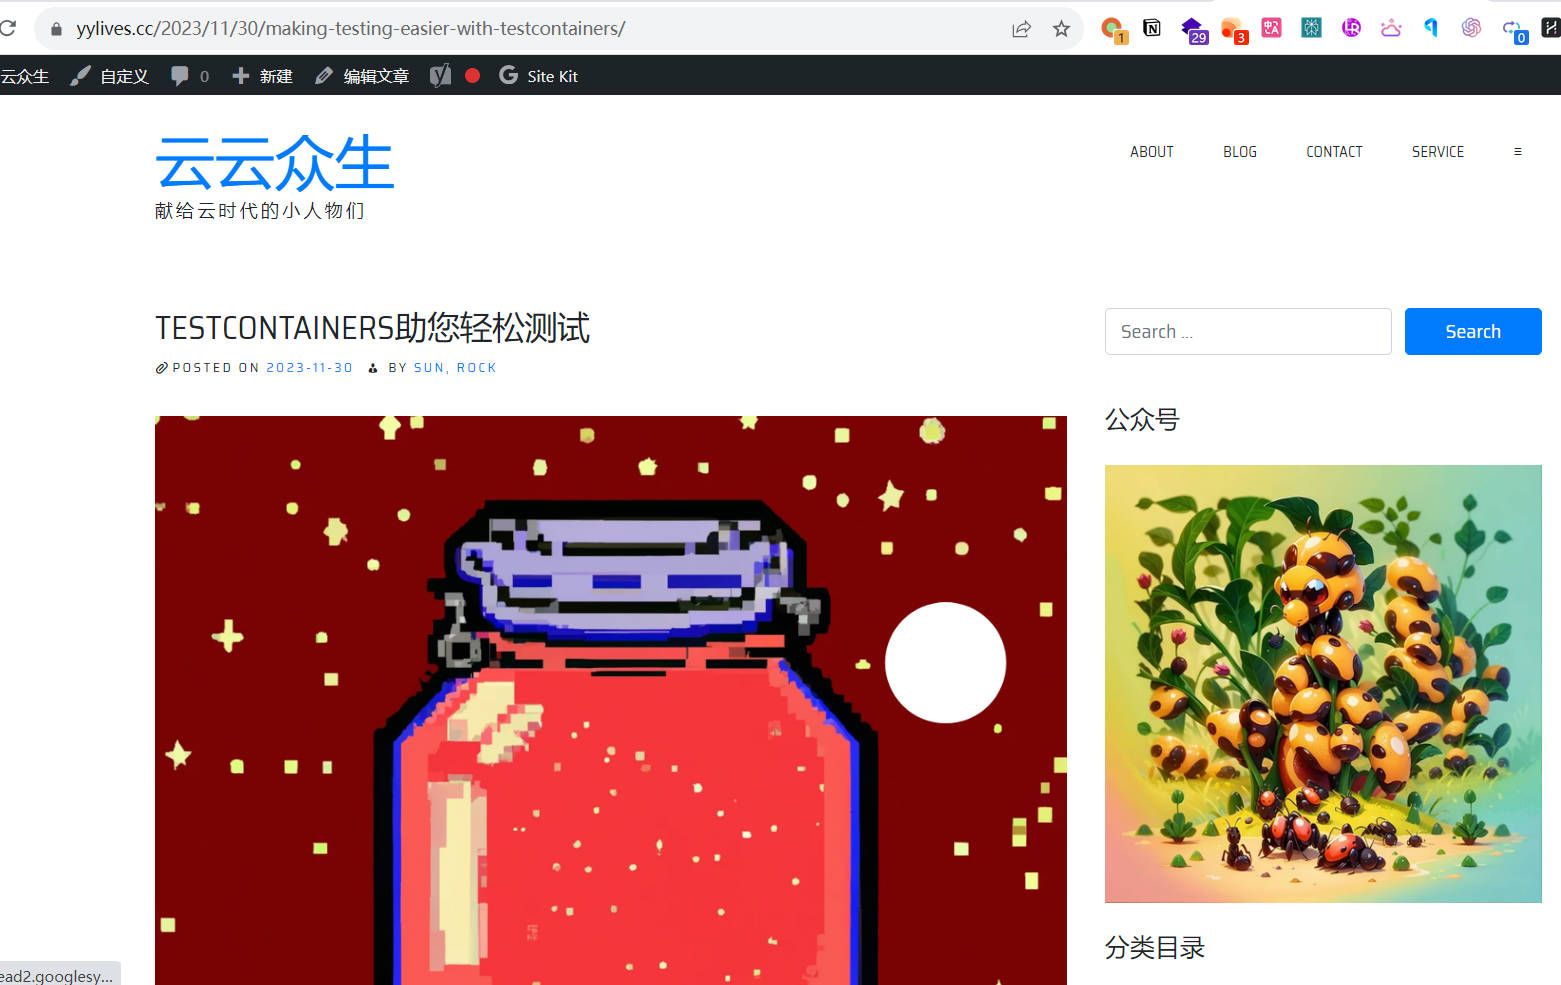 yylives.cc/2023/11/30/making-testing-easier-with-testcontainers/
1
29
3
0
云众生 自定义 0 新建 编辑文章 Site Kit
云云众生
献给云时代的小人物们
ABOUT BLOG CONTACT SERVICE
TESTCONTAINERS助您轻松测试
POSTED ON 2023-11-30 BY SUN, ROCK
Search ...
Search
公众号
分类目录
ead2.googlesy...